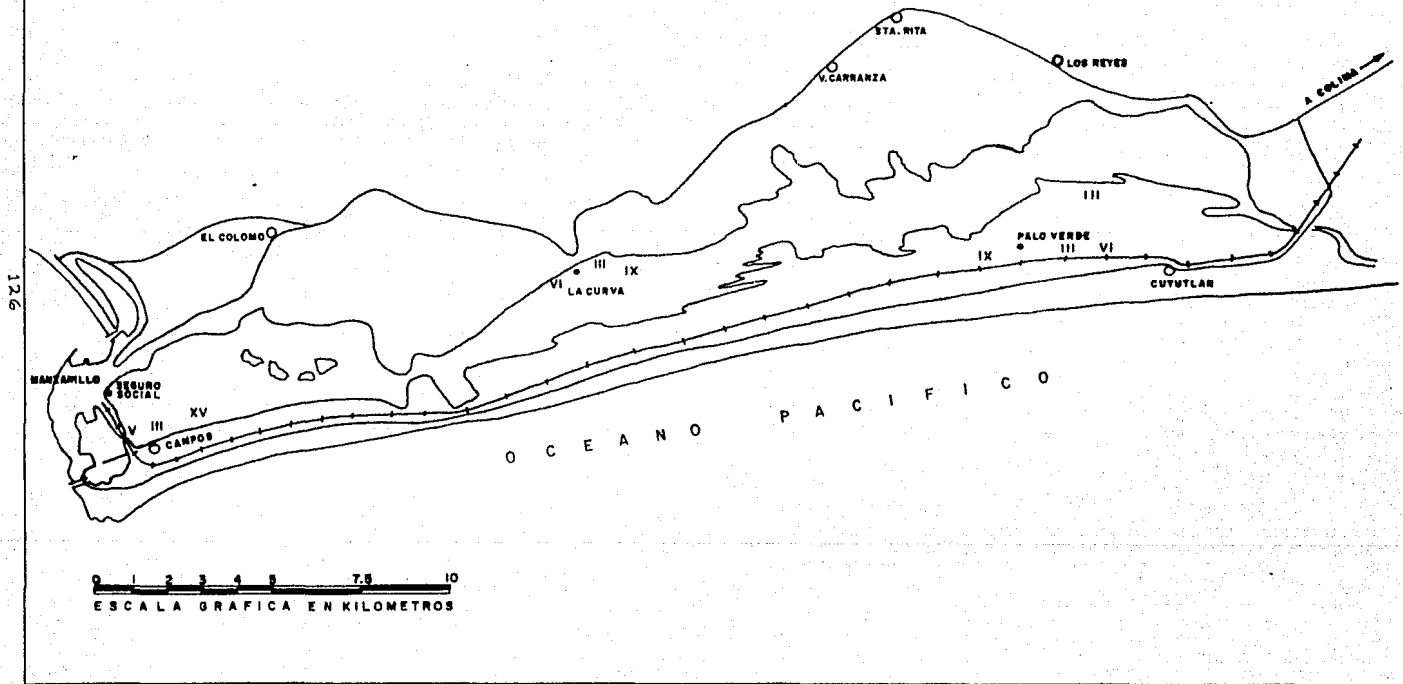 STA. RITA
LOS REYES
V. CARRANZA
A COLIMA
III
EL COLOMO
PALO VERDE
III IX
IX III VI
VI LA CURVA
CUYUTLAN
126
MANZANILLO
SEGURO
SOCIAL
XV
V III
CAMPOS
OCEANO PACIFICO
0 1 2 3 4 5 7.5 10
ESCALA GRAFICA EN KILOMETROS